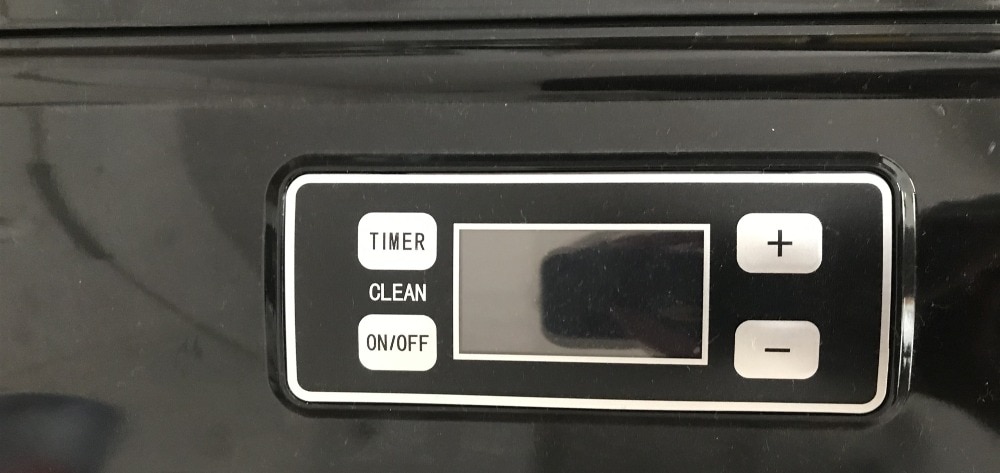 TIMER
+
CLEAN
ON/OFF
−